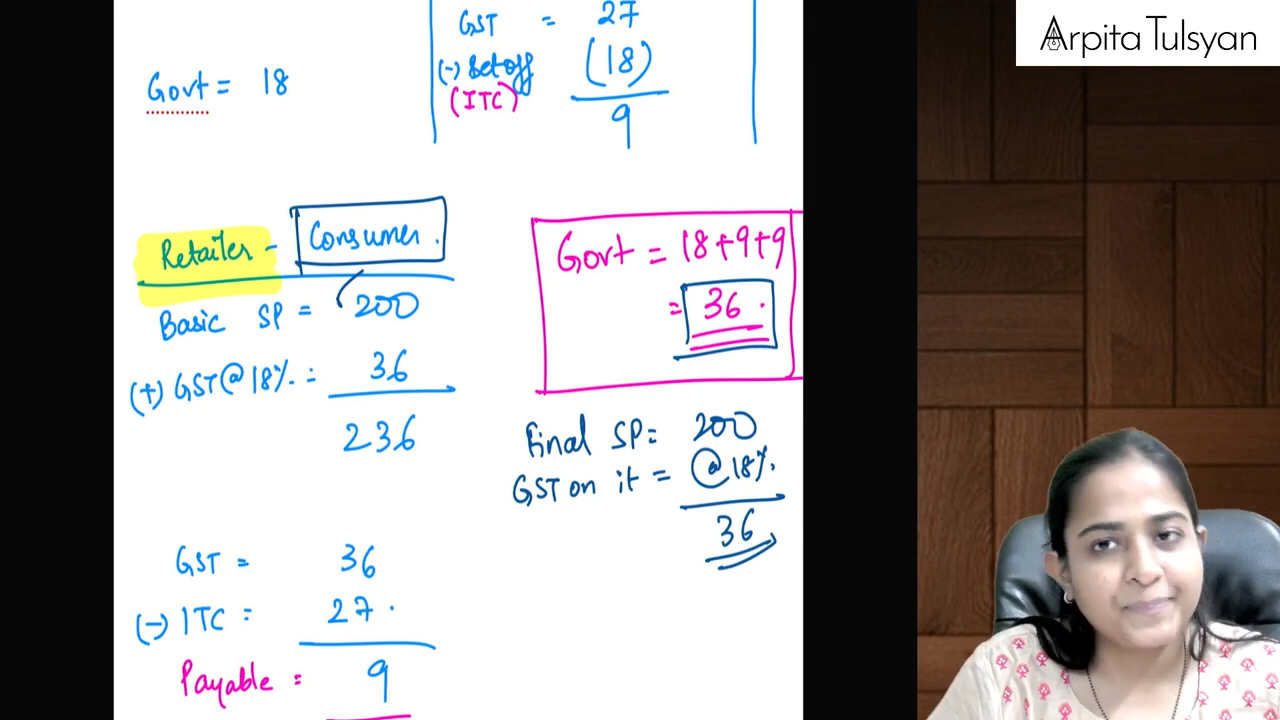 Arpita Tulsyan
GST = 27
(-) Setoff (18)
(ITC)
9
Govt = 18
Retailer - Consumer.
Basic SP = 200
(+) GST@18%. = 36
236
Govt = 18+9+9
= 36.
Final SP = 200
GST on it = @18%.
36
GST = 36
(-) ITC = 27.
Payable = 9